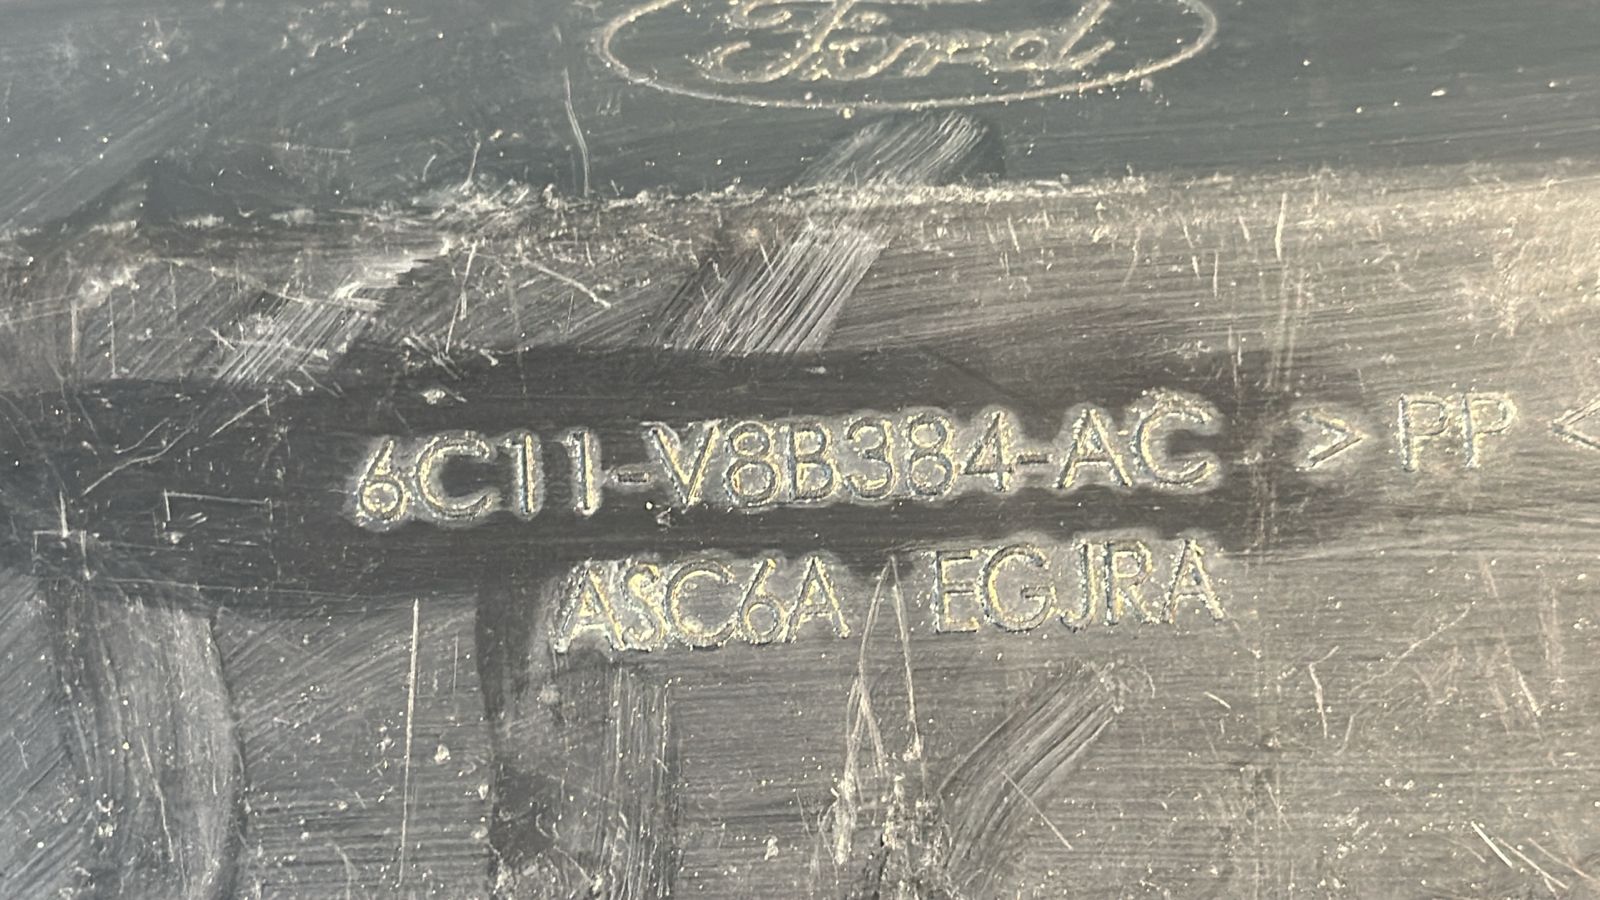 Ford
6C11-V8B384-AC > PP <
ASC6A EGJRA